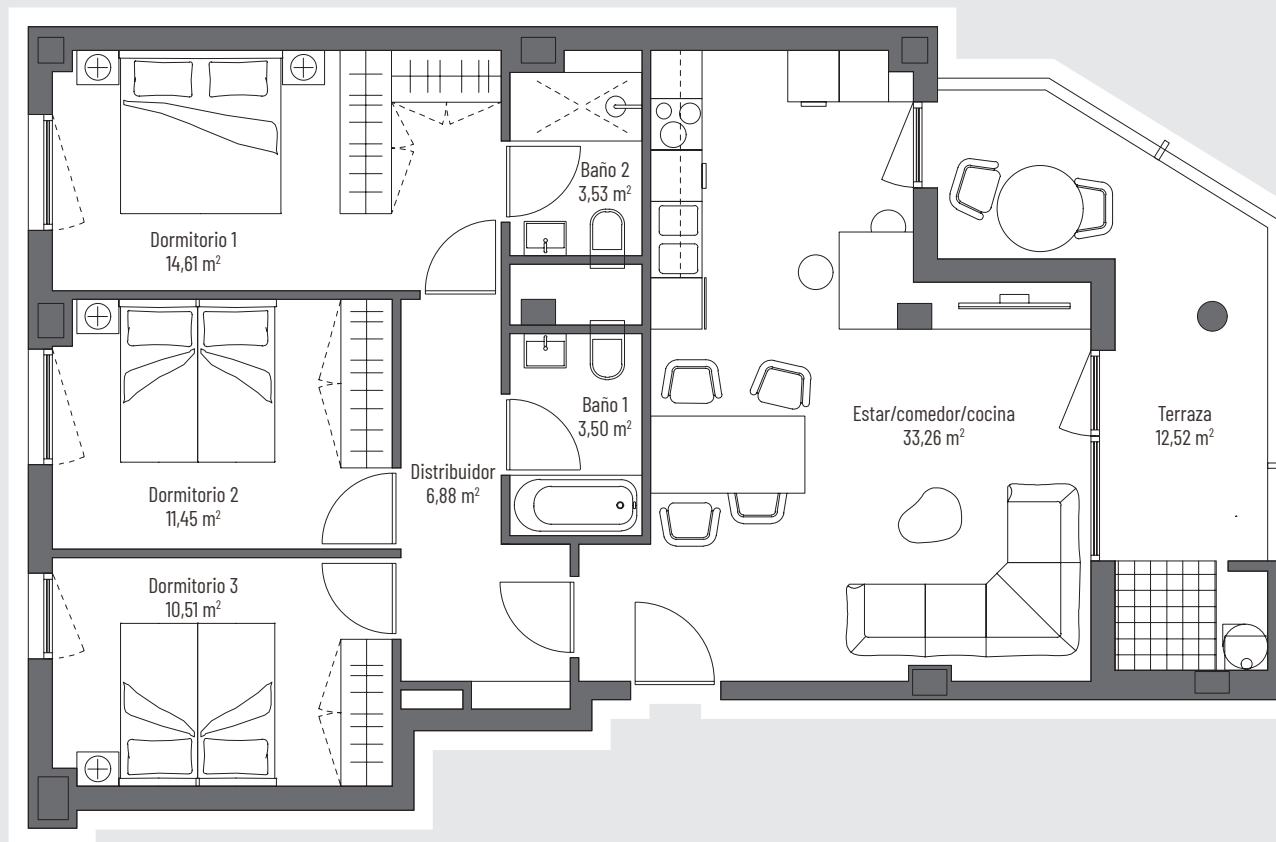 Dormitorio 1
14,61 m²
Baño 2
3,53 m²
Dormitorio 2
11,45 m²
Distribuidor
6,88 m²
Baño 1
3,50 m²
Estar/comedor/cocina
33,26 m²
Terraza
12,52 m²
Dormitorio 3
10,51 m²